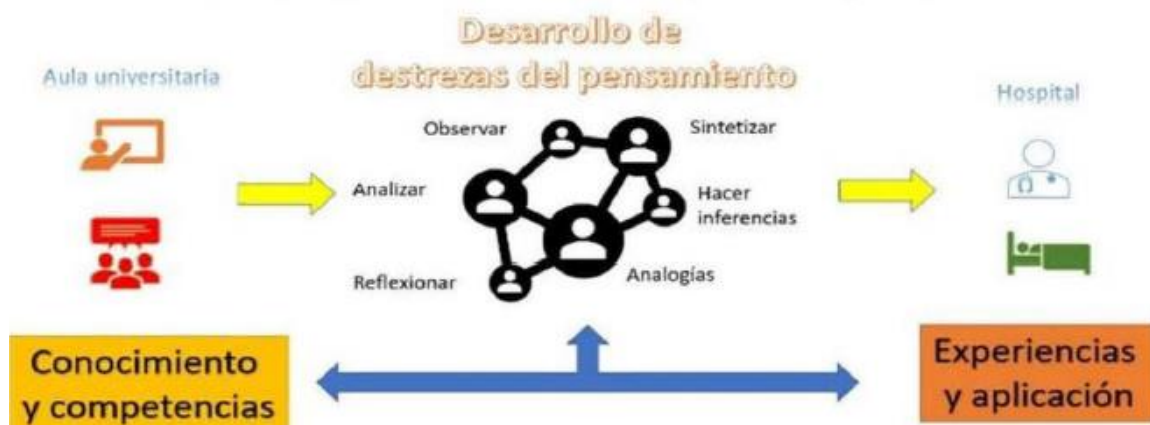 Desarrollo de
destrezas del pensamiento
Aula universitaria
Hospital
Observar
Sintetizar
Analizar
Hacer
inferencias
Reflexionar
Analogías
Conocimiento
y competencias
Experiencias
y aplicación